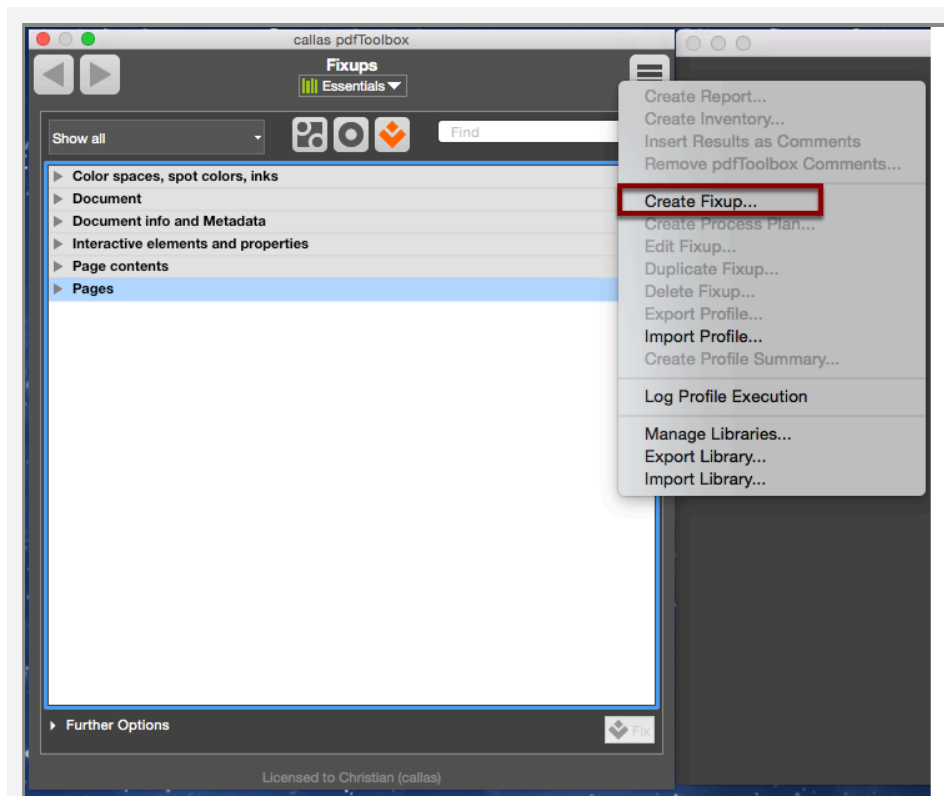 callas pdfToolbox
Fixups
Essentials
Show all
Find
Color spaces, spot colors, inks
Document
Document info and Metadata
Interactive elements and properties
Page contents
Pages
Further Options
Fix
Licensed to Christian (callas)
Create Report...
Create Inventory...
Insert Results as Comments
Remove pdfToolbox Comments...
Create Fixup...
Create Process Plan...
Edit Fixup...
Duplicate Fixup...
Delete Fixup...
Export Profile...
Import Profile...
Create Profile Summary...
Log Profile Execution
Manage Libraries...
Export Library...
Import Library...